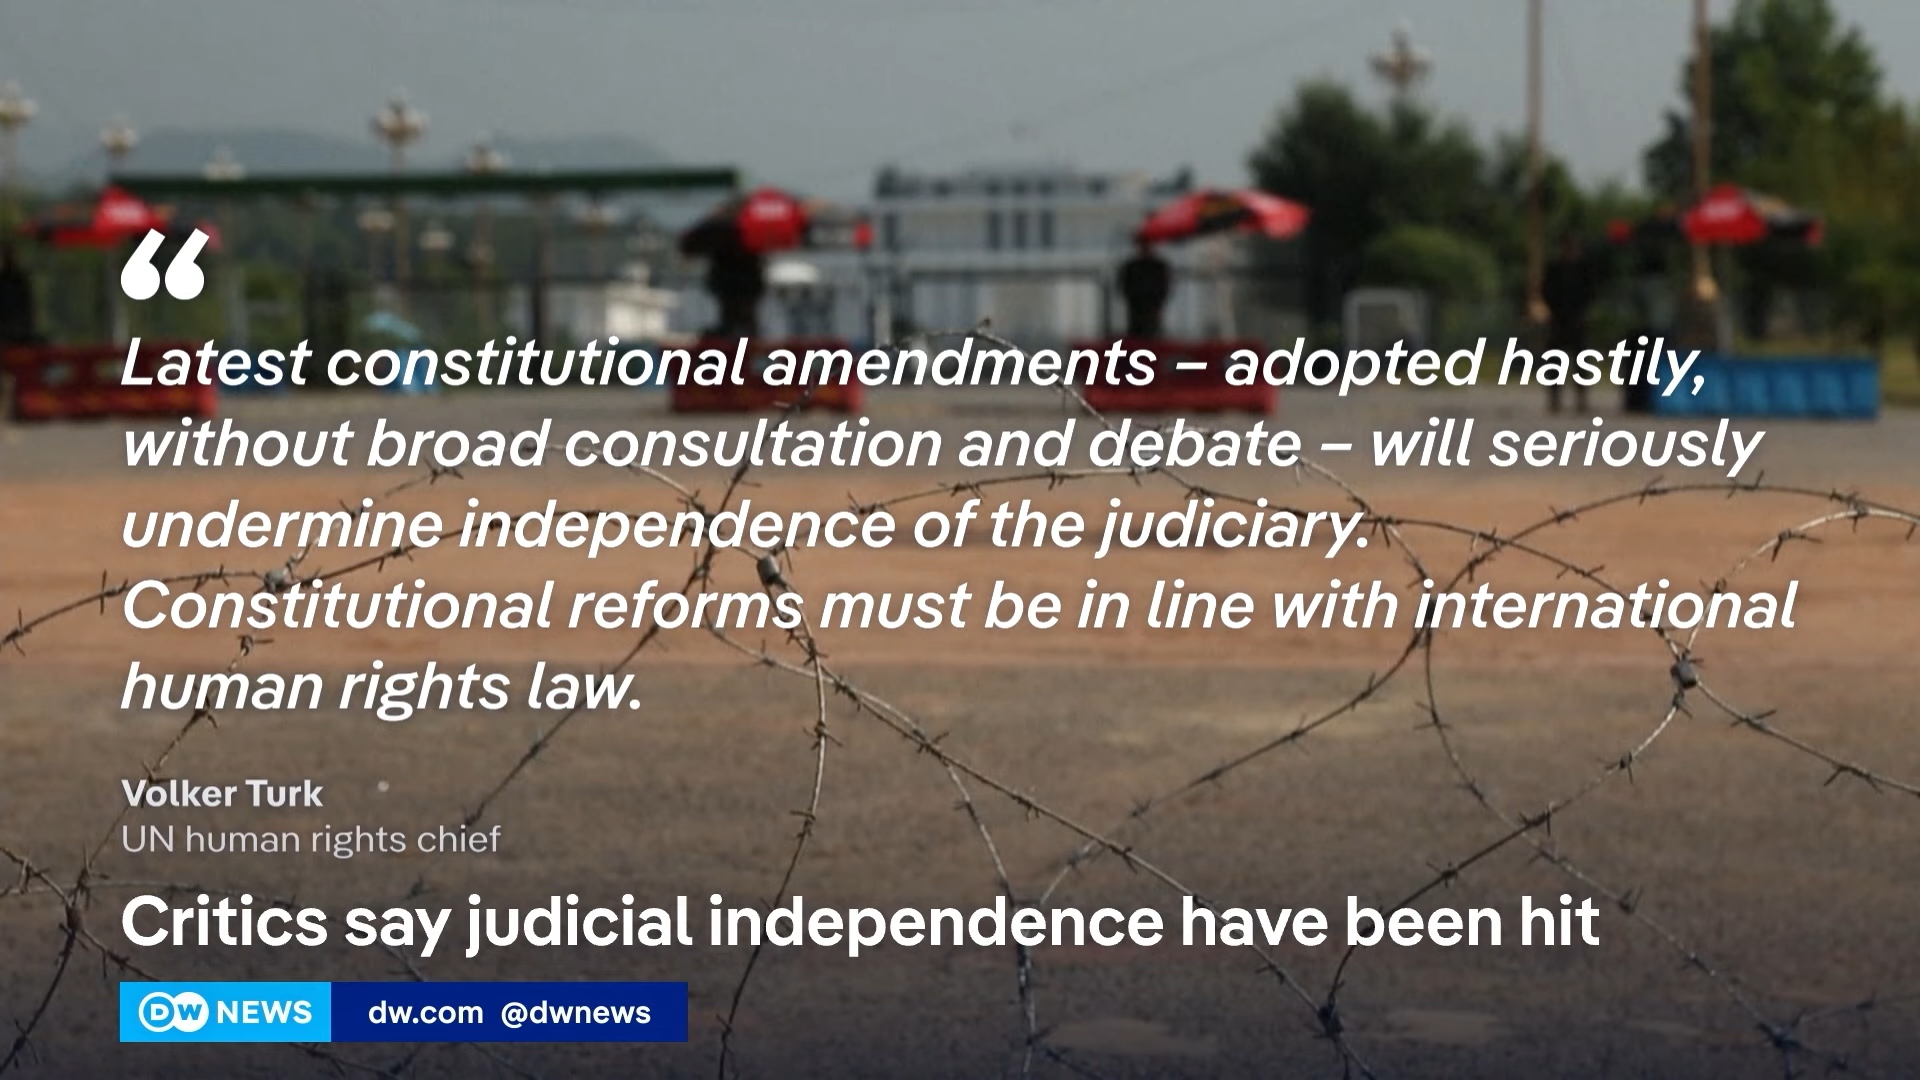 “
Latest constitutional amendments – adopted hastily,
without broad consultation and debate – will seriously
undermine independence of the judiciary.
Constitutional reforms must be in line with international
human rights law.
Volker Turk
UN human rights chief
Critics say judicial independence have been hit
DW NEWS dw.com @dwnews